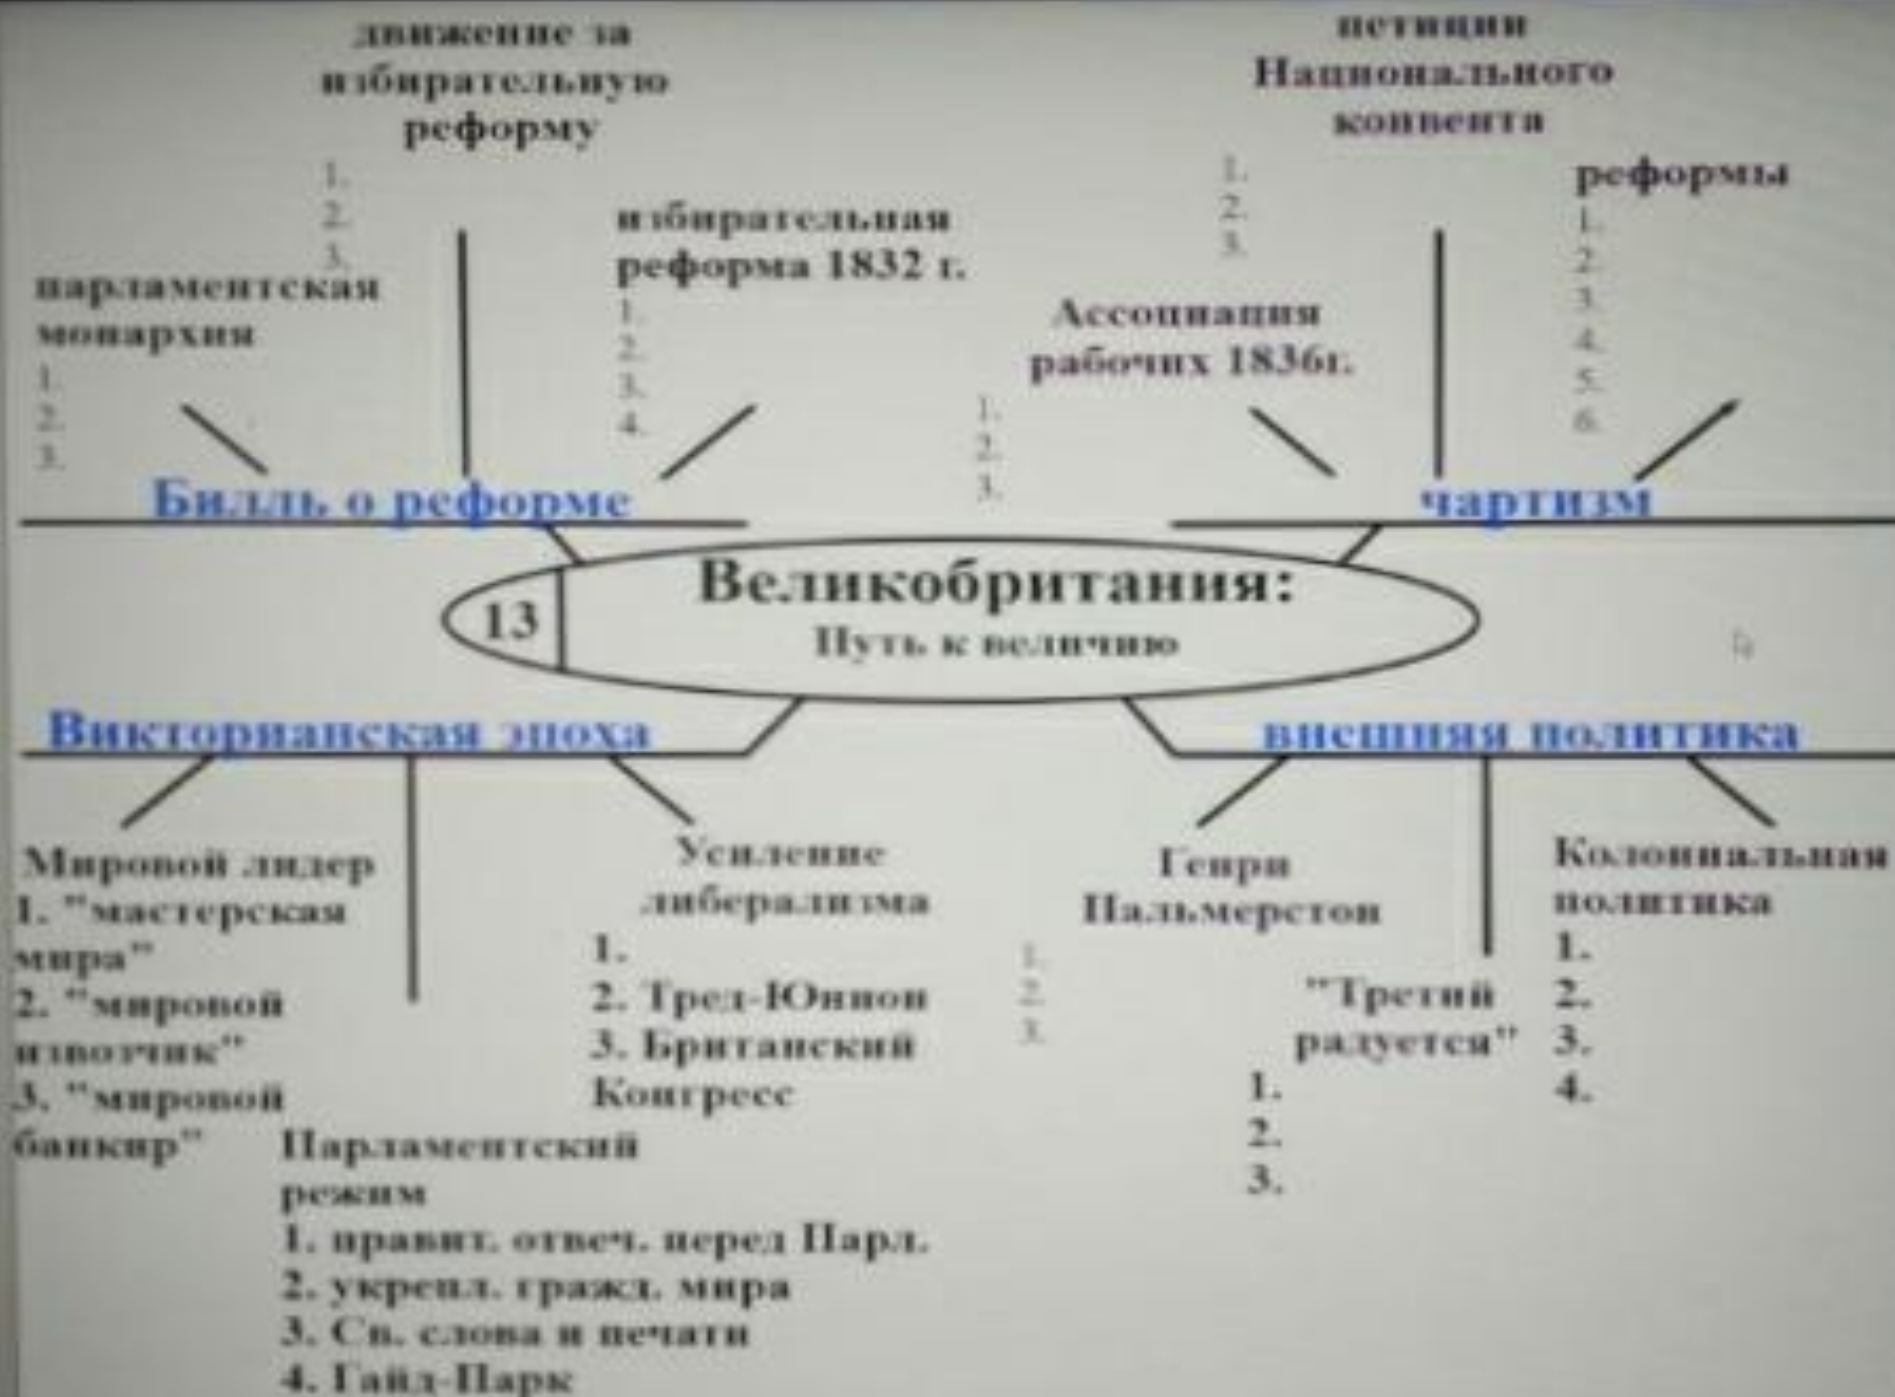 движение за
избирательную
реформу
1.
2.
3.
парламентская
монархия
1.
2.
3.
избирательная
реформа 1832 г.
1.
2.
3.
4.
Билль о реформе
петиции
Национального
конвента
1.
2.
3.
реформы
1.
2.
3.
4.
5.
6.
Ассоциация
рабочих 1836г.
1.
2.
3.
чартизм
13
Великобритания:
Путь к величию
Викторианская эпоха
Мировой лидер
1. "мастерская
мира"
2. "мировой
извозчик"
3. "мировой
банкир"
Парламентский
режим
1. правит. отвеч. перед Парл.
2. укрепл. гражд. мира
3. Св. слова и печати
4. Гайд-Парк
Усиление
либерализма
1.
2. Тред-Юнион
3. Британский
Конгресс
внешняя политика
Генри
Пальмерстон
1.
2.
3.
"Третий
радуется"
1.
2.
3.
Колониальная
политика
1.
2.
3.
4.